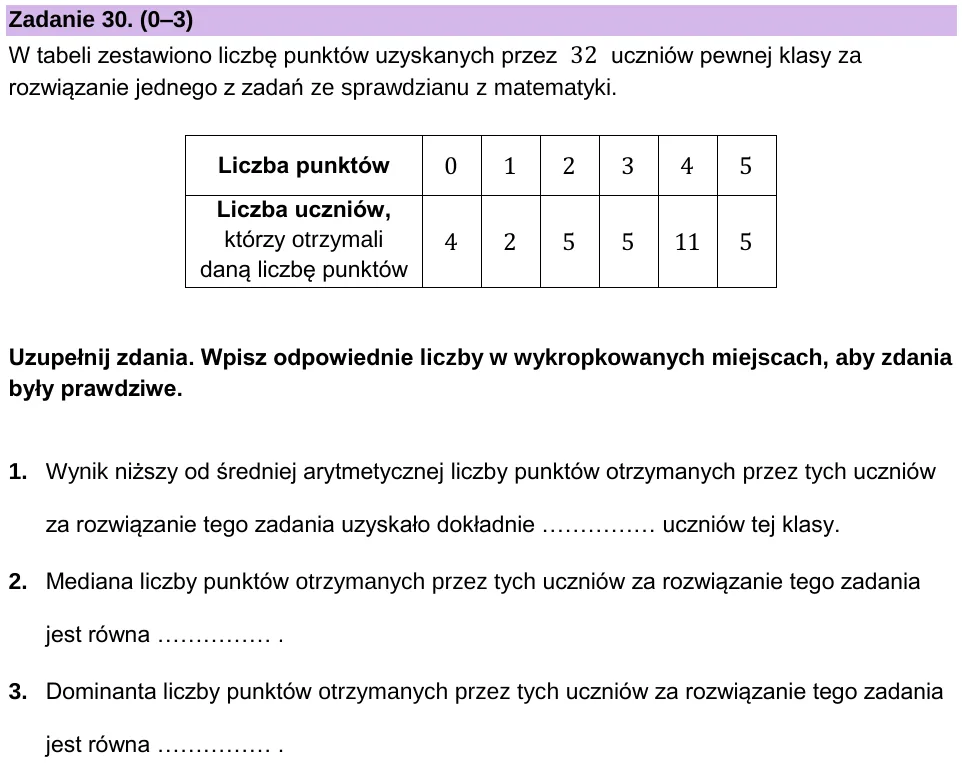 Zadanie 30. (0–3)
W tabeli zestawiono liczbę punktów uzyskanych przez 32 uczniów pewnej klasy za
rozwiązanie jednego z zadań ze sprawdzianu z matematyki.
Liczba punktów 0 1 2 3 4 5
Liczba uczniów,
którzy otrzymali
daną liczbę punktów 4 2 5 5 11 5
Uzupełnij zdania. Wpisz odpowiednie liczby w wykropkowanych miejscach, aby zdania
były prawdziwe.
1. Wynik niższy od średniej arytmetycznej liczby punktów otrzymanych przez tych uczniów
za rozwiązanie tego zadania uzyskało dokładnie …………… uczniów tej klasy.
2. Mediana liczby punktów otrzymanych przez tych uczniów za rozwiązanie tego zadania
jest równa …………… .
3. Dominanta liczby punktów otrzymanych przez tych uczniów za rozwiązanie tego zadania
jest równa …………… .